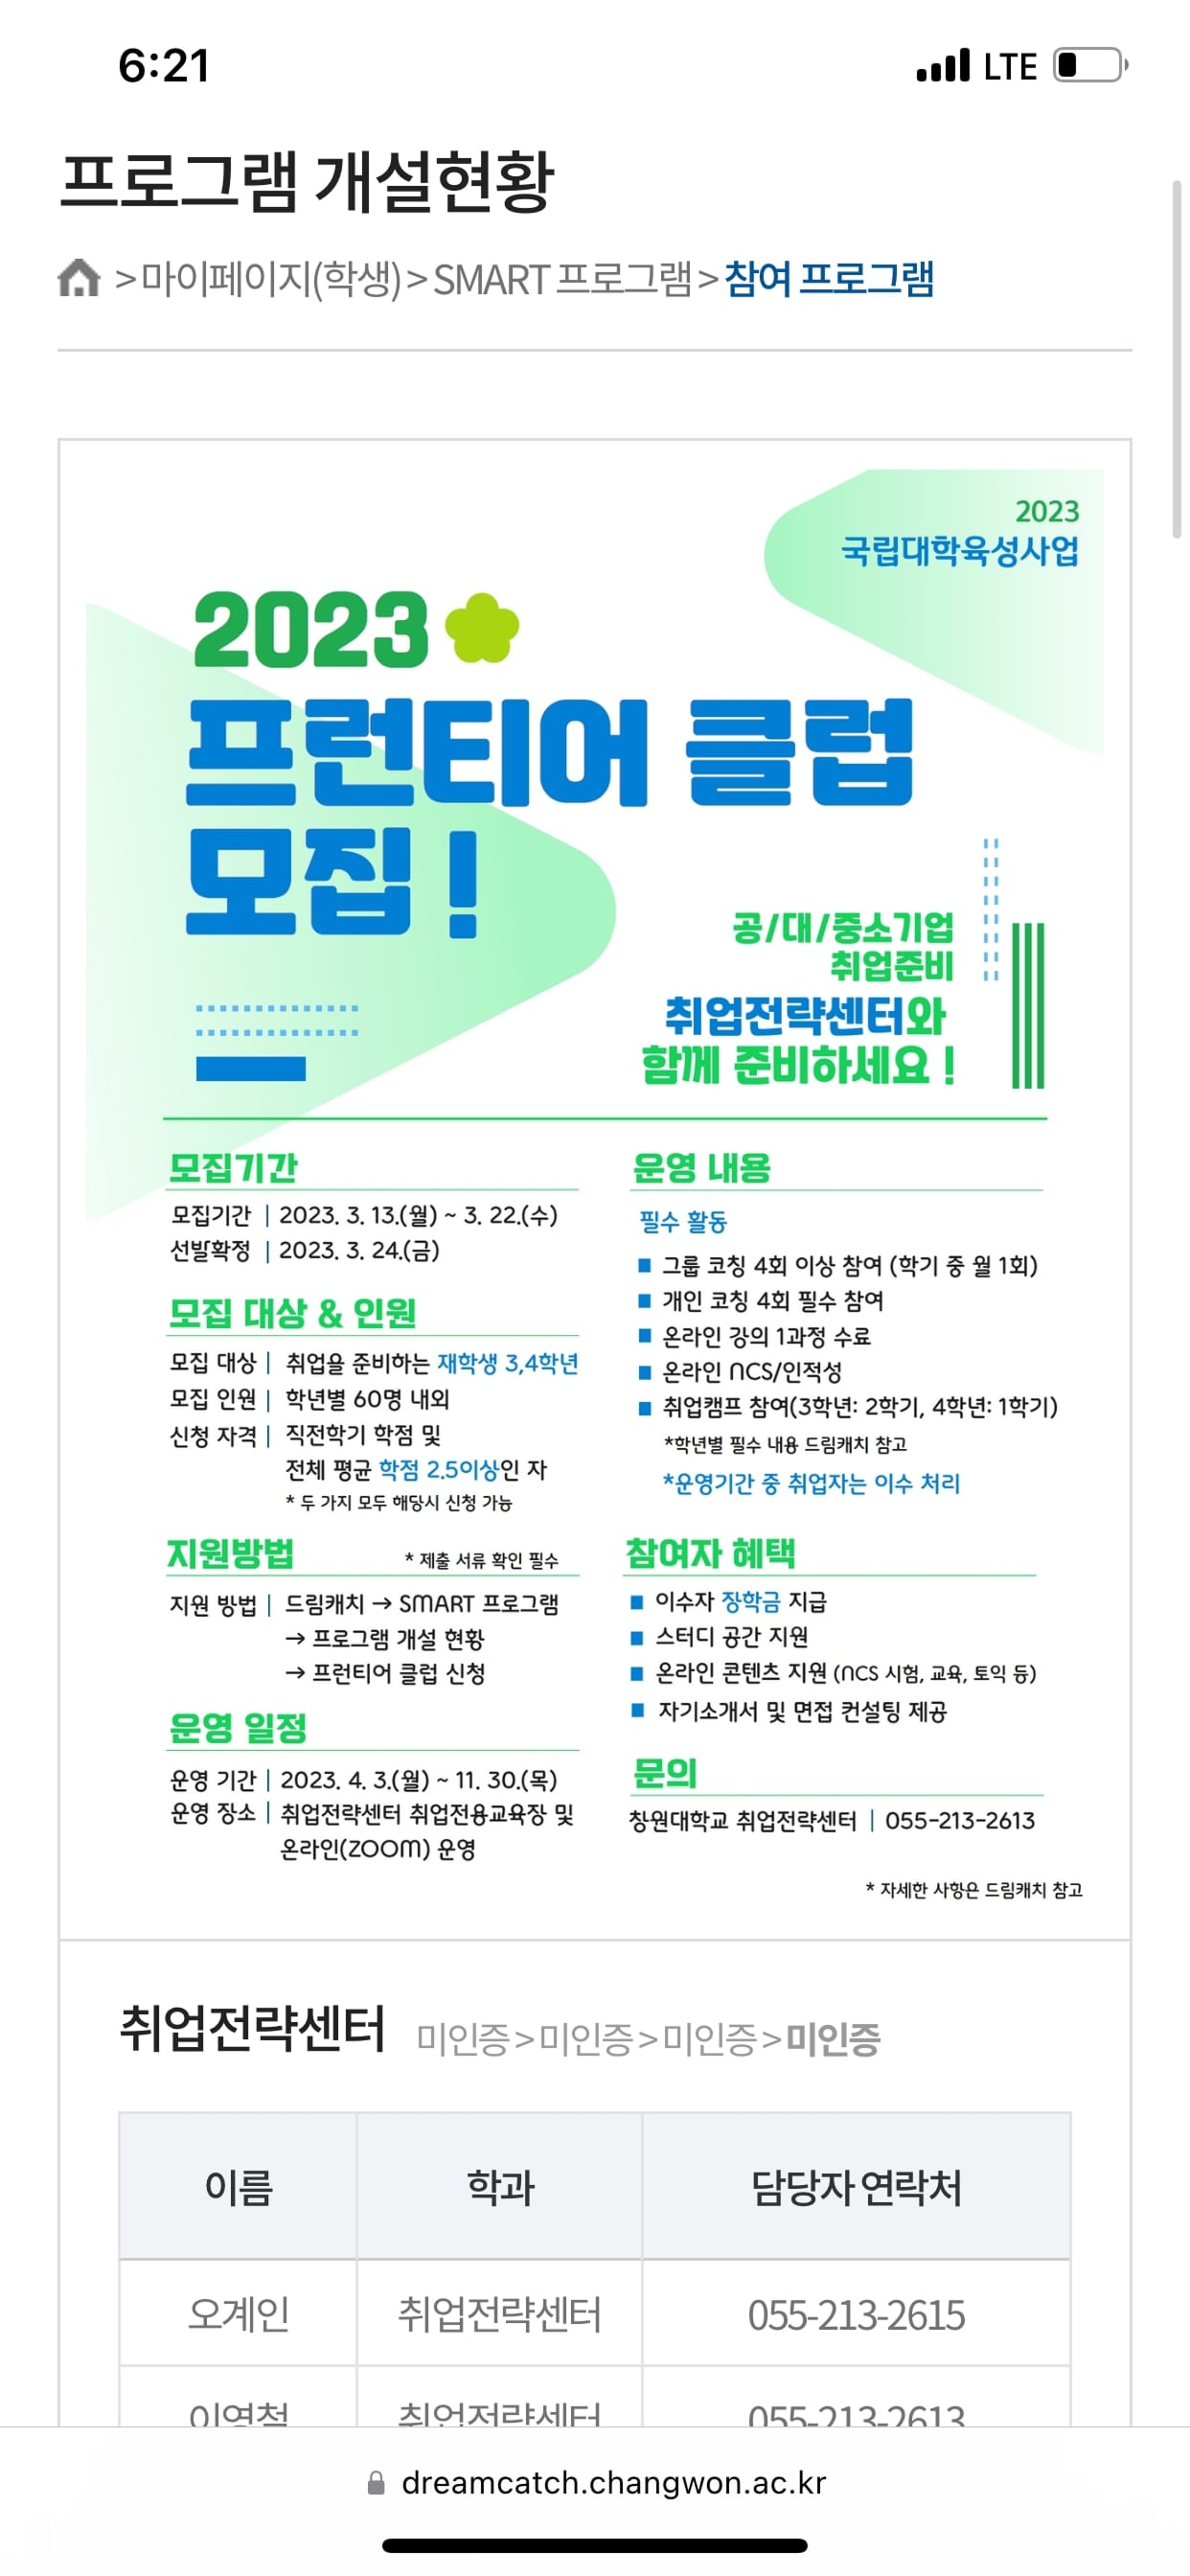 6:21
LTE
프로그램 개설현황
> 마이페이지(학생) > SMART 프로그램 > 참여 프로그램
2023
국립대학육성사업
2023
프런티어 클럽
모집 !
공/대/중소기업
취업준비
취업전략센터와
함께 준비하세요 !
모집기간
모집기간 | 2023. 3. 13.(월) ~ 3. 22.(수)
선발확정 | 2023. 3. 24.(금)
모집 대상 & 인원
모집 대상 | 취업을 준비하는 재학생 3,4학년
모집 인원 | 학년별 60명 내외
신청 자격 | 직전학기 학점 및
전체 평균 학점 2.5이상인 자
* 두 가지 모두 해당시 신청 가능
지원방법 * 제출 서류 확인 필수
지원 방법 | 드림캐치 → SMART 프로그램
→ 프로그램 개설 현황
→ 프런티어 클럽 신청
운영 일정
운영 기간 | 2023. 4. 3.(월) ~ 11. 30.(목)
운영 장소 | 취업전략센터 취업전용교육장 및
온라인(ZOOM) 운영
운영 내용
필수 활동
■ 그룹 코칭 4회 이상 참여 (학기 중 월 1회)
■ 개인 코칭 4회 필수 참여
■ 온라인 강의 1과정 수료
■ 온라인 NCS/인적성
■ 취업캠프 참여(3학년: 2학기, 4학년: 1학기)
*학년별 필수 내용 드림캐치 참고
*운영기간 중 취업자는 이수 처리
참여자 혜택
■ 이수자 장학금 지급
■ 스터디 공간 지원
■ 온라인 콘텐츠 지원 (NCS 시험, 교육, 토익 등)
■ 자기소개서 및 면접 컨설팅 제공
문의
창원대학교 취업전략센터 | 055-213-2613
* 자세한 사항은 드림캐치 참고
취업전략센터 미인증 > 미인증 > 미인증 > 미인증
이름 학과 담당자 연락처
오계인 취업전략센터 055-213-2615
이영철 취업전략센터 055-213-2613
dreamcatch.changwon.ac.kr